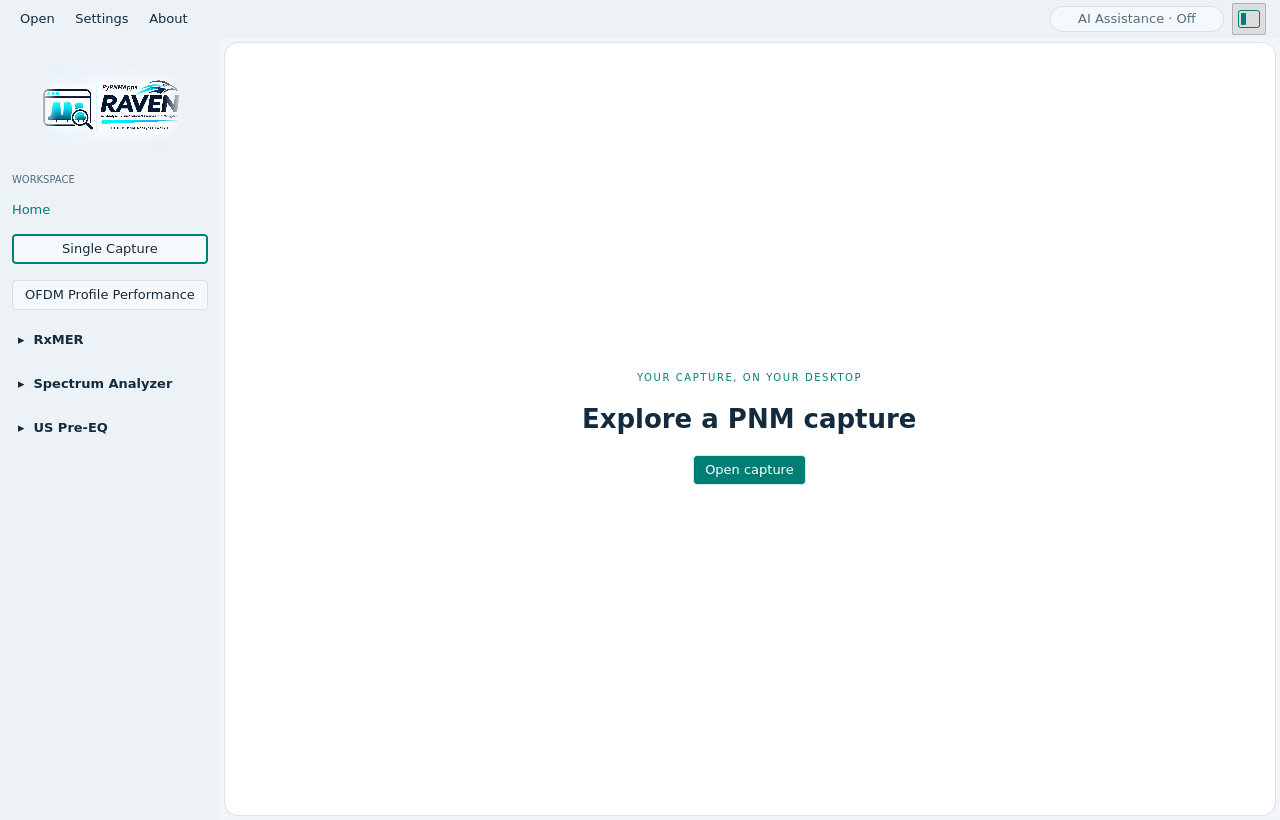 Open Settings About
AI Assistance · Off
PyPNMApps
RAVEN
WORKSPACE
Home
Single Capture
OFDM Profile Performance
▸ RxMER
▸ Spectrum Analyzer
▸ US Pre-EQ
YOUR CAPTURE, ON YOUR DESKTOP
Explore a PNM capture
Open capture